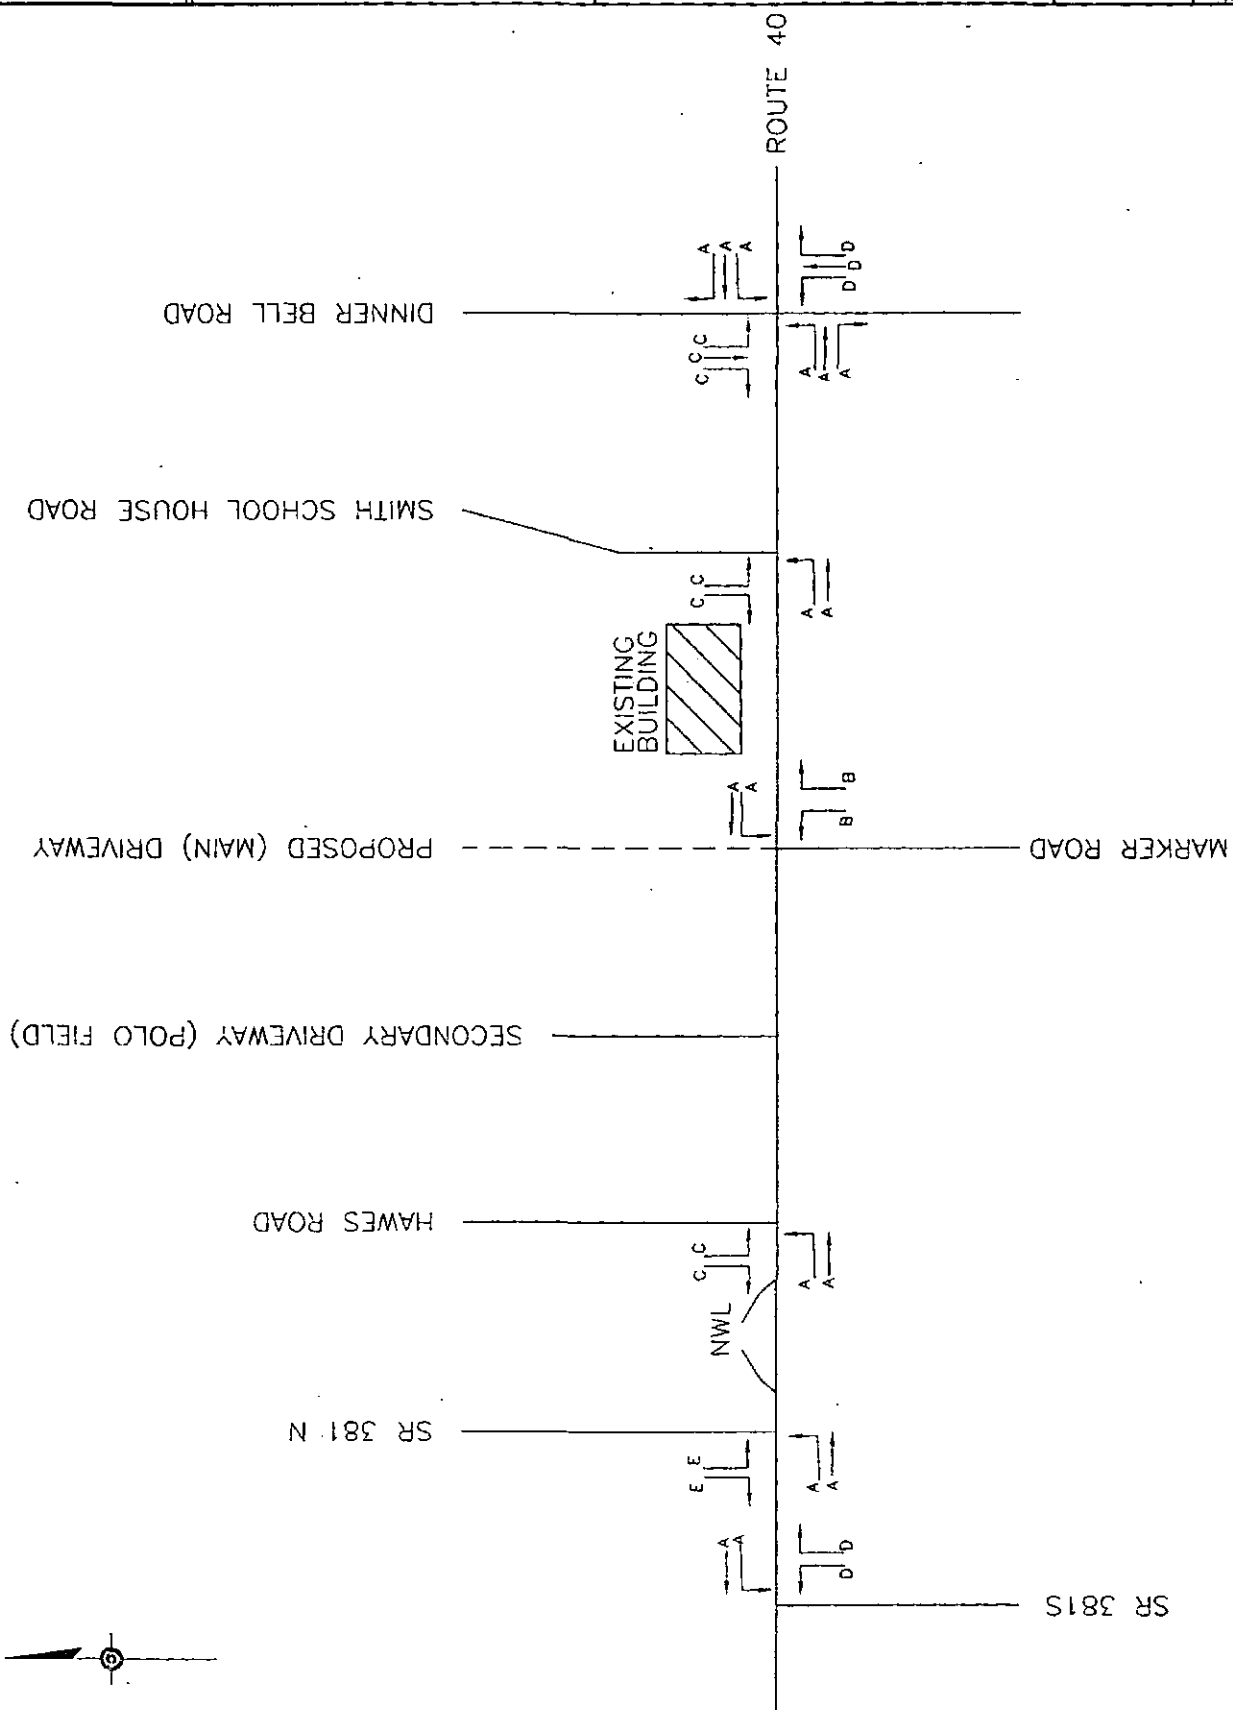 ROUTE 40
DINNER BELL ROAD
A
A
A
C C C
D D D
A
A
A
SMITH SCHOOL HOUSE ROAD
C C
A
A
EXISTING
BUILDING
A
A
B B
PROPOSED (MAIN) DRIVEWAY
MARKER ROAD
SECONDARY DRIVEWAY (POLO FIELD)
HAWES ROAD
C C
A
A
NWL
SR 381 N
E E
A
A
A
A
D D
SR 381S